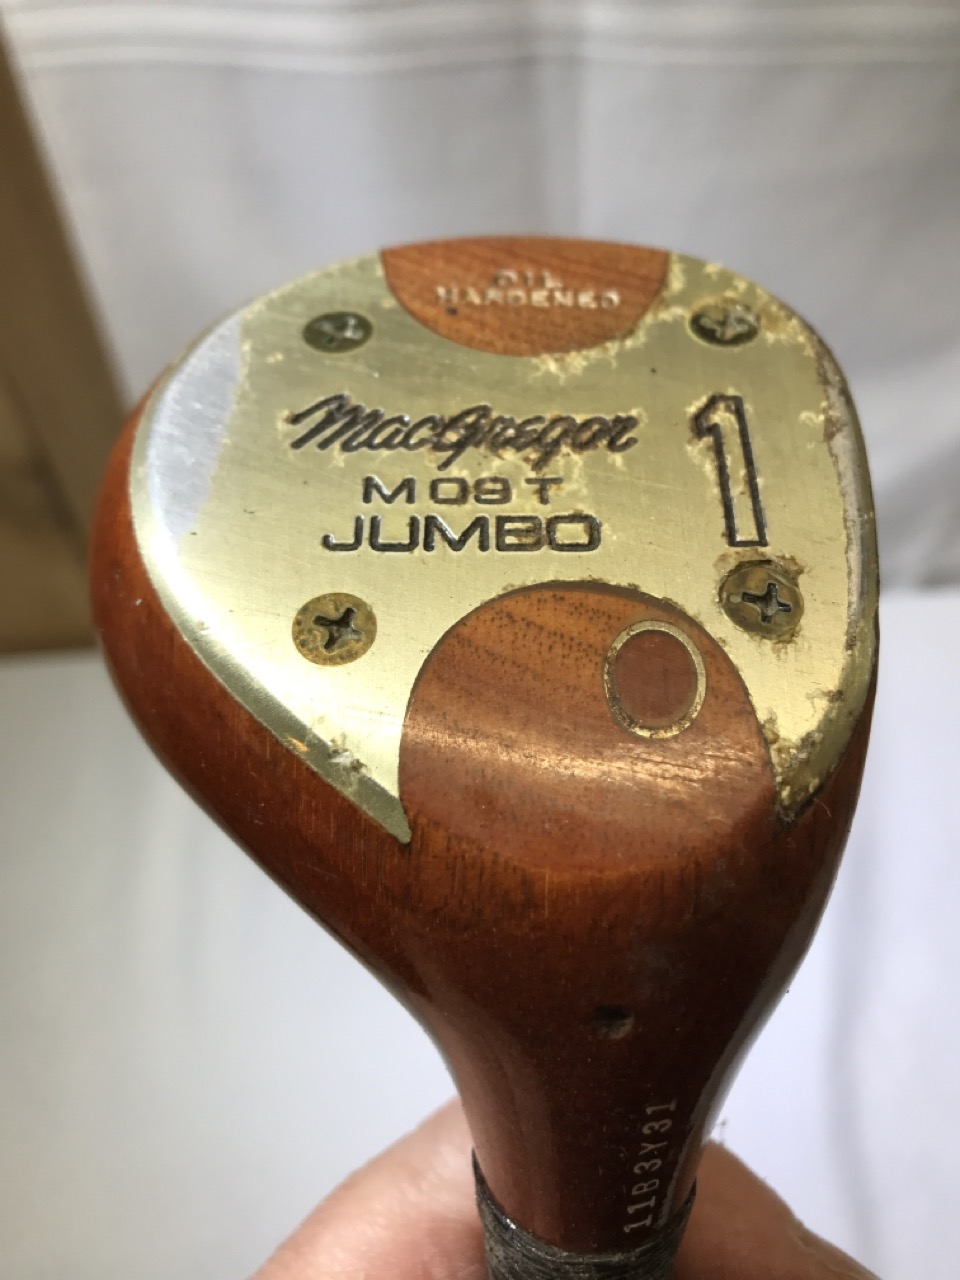 OIL
HARDENED
MacGregor
M09T
JUMBO
1
11B3Y31